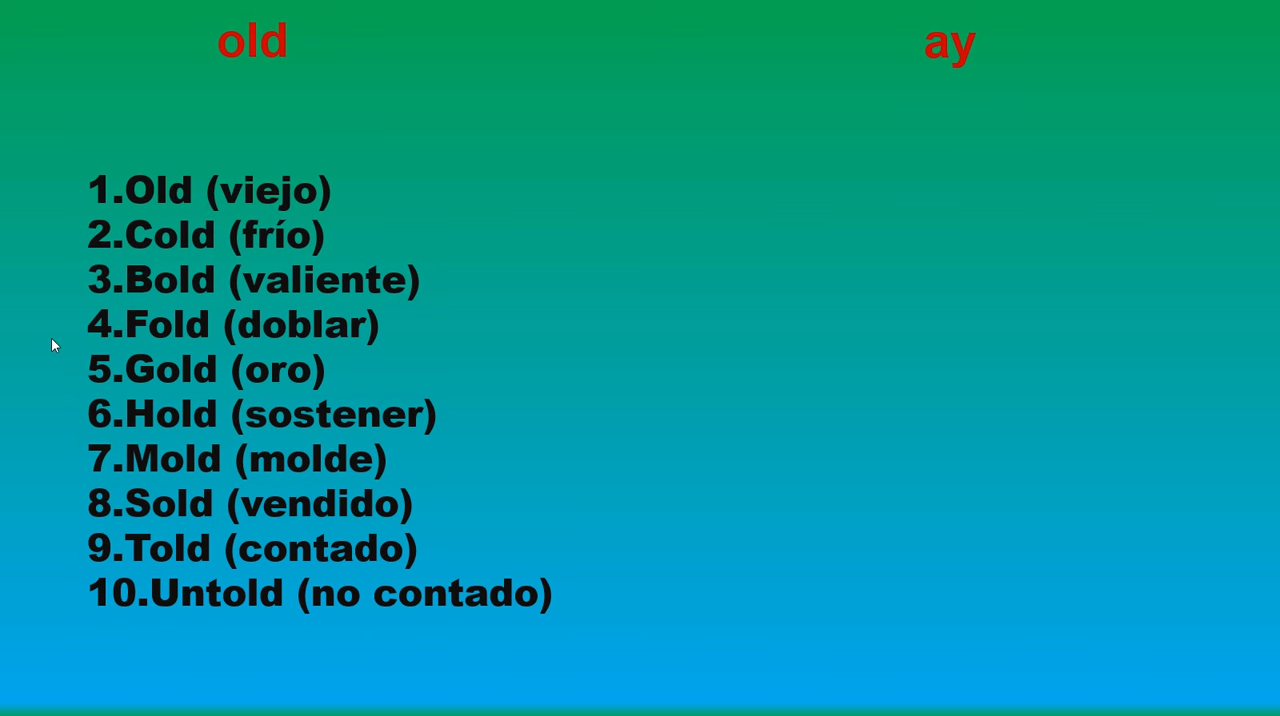 old
ay
1.Old (viejo)
2.Cold (frío)
3.Bold (valiente)
4.Fold (doblar)
5.Gold (oro)
6.Hold (sostener)
7.Mold (molde)
8.Sold (vendido)
9.Told (contado)
10.Untold (no contado)